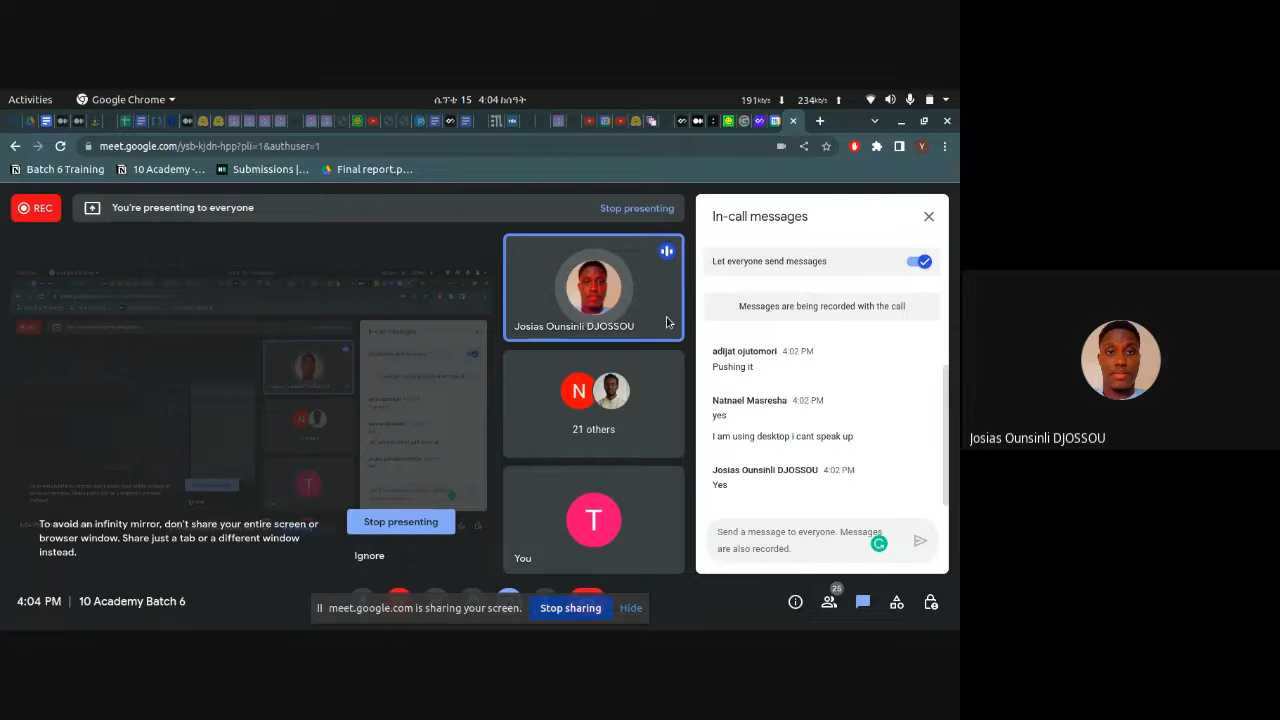 Activities
Google Chrome
ሴፕቴ 15 4:04 ከሰዓት
191kb/s
234kb/s
meet.google.com/ysb-kjdn-hpp?pli=1&authuser=1
Batch 6 Training
10 Academy -...
Submissions |...
Final report.p...
REC
You're presenting to everyone
Stop presenting
In-call messages
Let everyone send messages
Messages are being recorded with the call
Josias Ounsinli DJOSSOU
adijat ojutomori 4:02 PM
Pushing it
Natnael Masresha 4:02 PM
yes
I am using desktop i cant speak up
Josias Ounsinli DJOSSOU 4:02 PM
Yes
N
21 others
T
You
To avoid an infinity mirror, don't share your entire screen or
browser window. Share just a tab or a different window
instead.
Stop presenting
Ignore
Send a message to everyone. Messages
are also recorded.
4:04 PM | 10 Academy Batch 6
meet.google.com is sharing your screen.
Stop sharing
Hide
25
Josias Ounsinli DJOSSOU